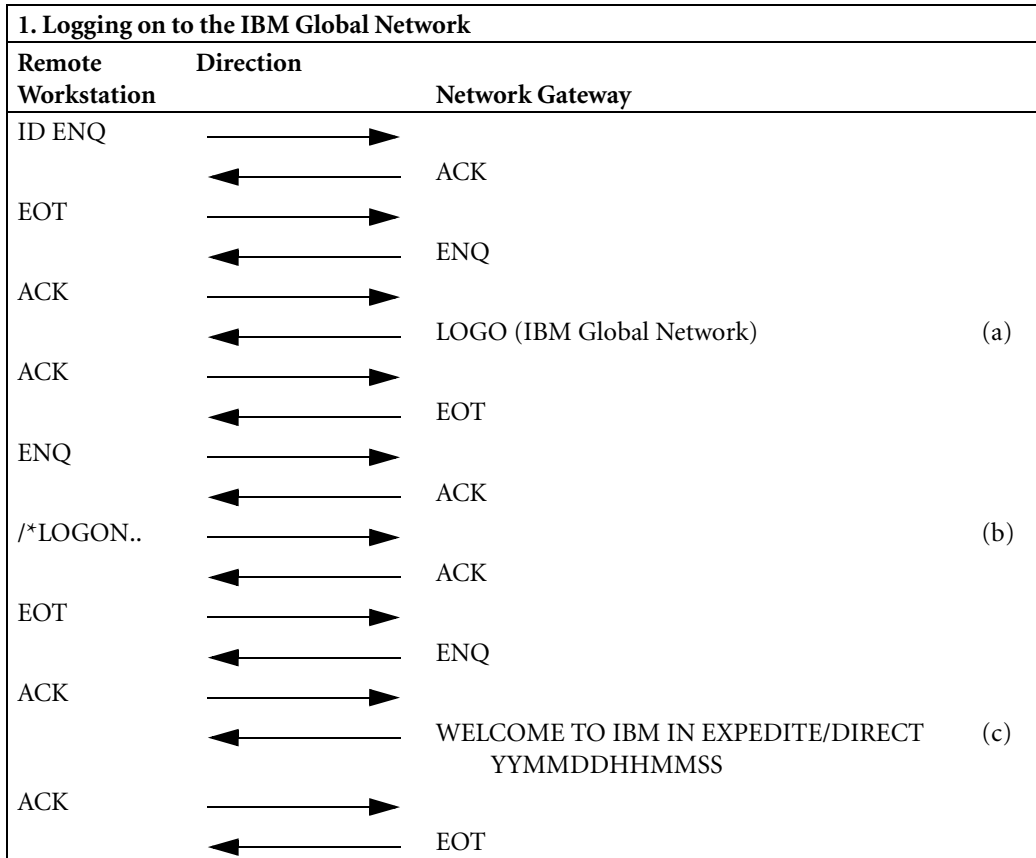 1. Logging on to the IBM Global Network
Remote Workstation Direction Network Gateway
ID ENQ
ACK
EOT
ENQ
ACK
LOGO (IBM Global Network) (a)
ACK
EOT
ENQ
ACK
/*LOGON.. (b)
ACK
EOT
ENQ
ACK
WELCOME TO IBM IN EXPEDITE/DIRECT (c)
YYMMDDHHMMSS
ACK
EOT